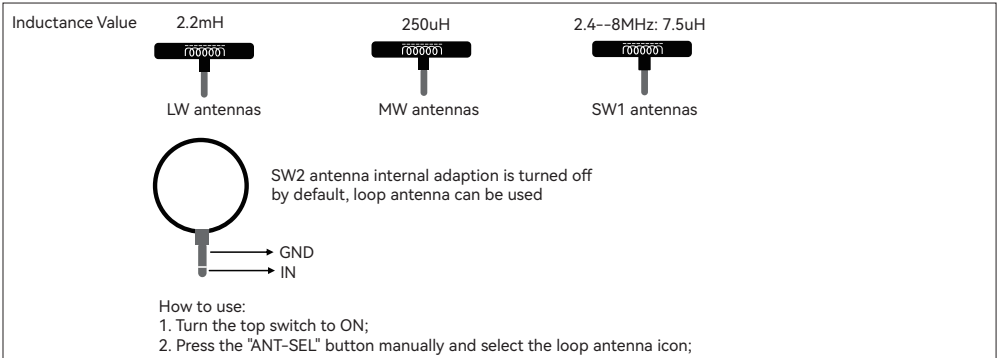 Inductance Value 2.2mH 250uH 2.4--8MHz: 7.5uH
LW antennas MW antennas SW1 antennas
SW2 antenna internal adaption is turned off
by default, loop antenna can be used
GND
IN
How to use:
1. Turn the top switch to ON;
2. Press the "ANT-SEL" button manually and select the loop antenna icon;